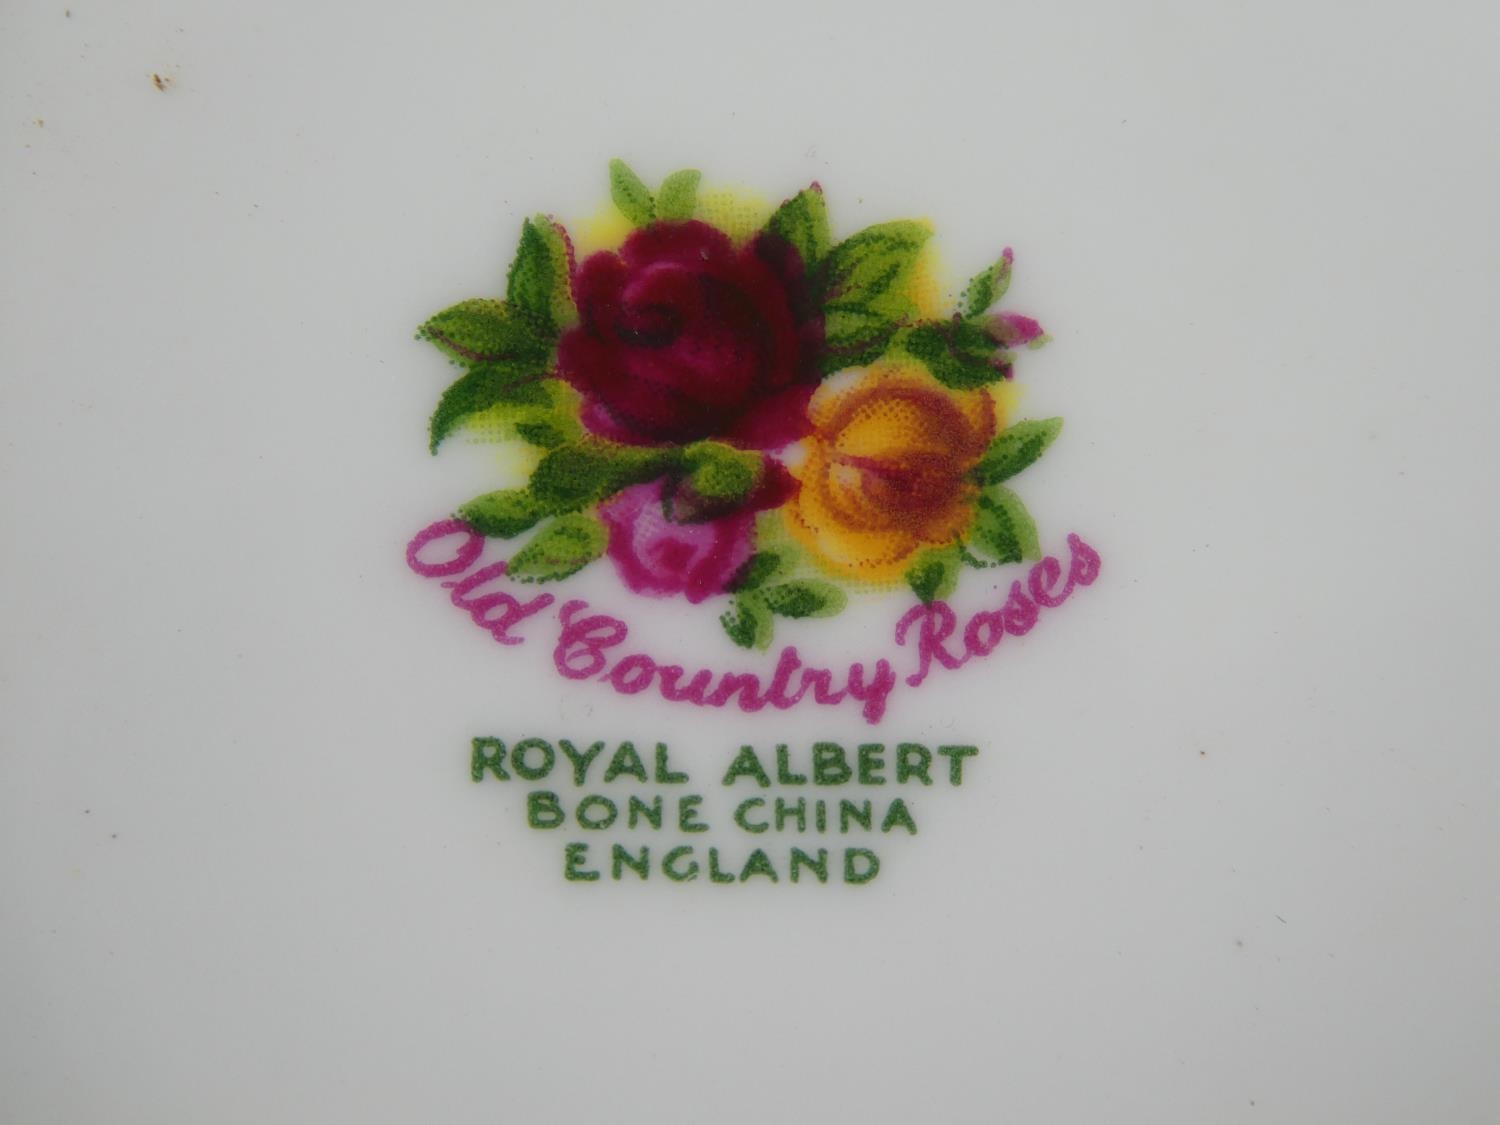 Old Country Roses
ROYAL ALBERT
BONE CHINA
ENGLAND